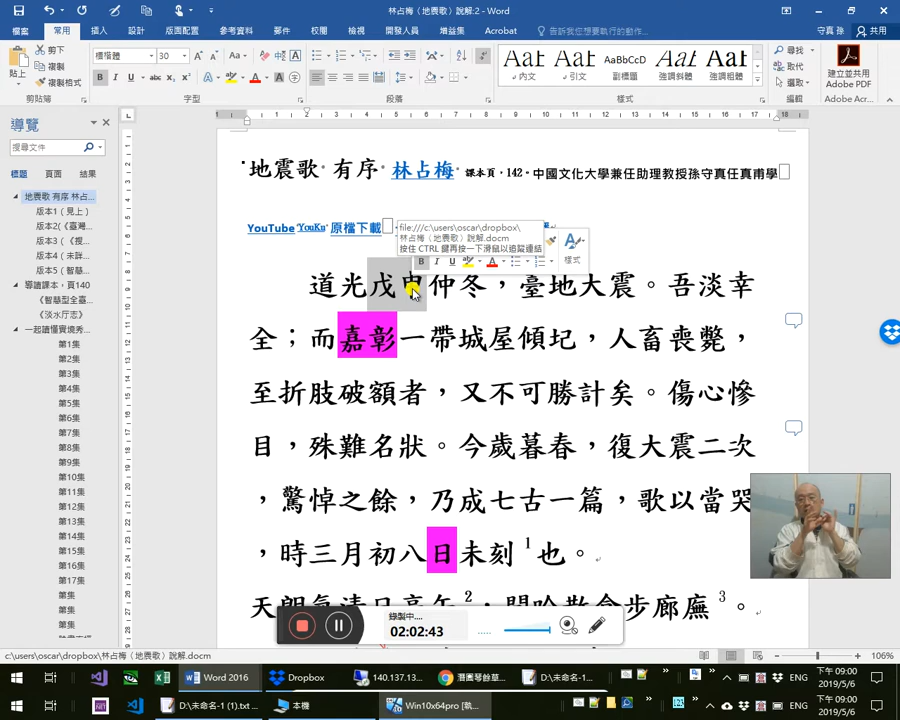 林占梅〈地震歌〉說解:2 - Word
檔案 常用 插入 設計 版面配置 參考資料 郵件 校閱 檢視 開發人員 增益集 Acrobat 告訴我您想要執行的動作... 守真 孫 共用
貼上 剪下 複製 複製格式 剪貼簿
標楷體 30 字型
段落
AaI 內文 AaI 引文 AaBbCcD 副標題 AaI 強調斜體 AaI 強調粗體 樣式
尋找 取代 選取 編輯
建立並共用 Adobe PDF Adobe Acr...
導覽
搜尋文件
標題 頁面 結果
地震歌 有序 林占...
版本1（見上）
版本2(《臺灣...
版本3(《搜...
版本4（未詳...
版本5（...
導讀課本，頁140
《智慧型全臺...
《淡水厅志》
一起讀懂實境秀...
第1集
第2集
第3集
第4集
第5集
第6集
第7集
第8集
第9集
第10集
第11集
第12集
第13集
第14集
第15集
第16集
第17集
第集
第集
第集
地震歌 有序 林占梅 課本頁‧142‧中國文化大學兼任助理教授孫守真任真甫學
YouTube YouKu 原檔下載
file:///c:\users\oscar\dropbox\
林占梅〈地震歌〉說解.docm
按住 CTRL 鍵再按一下滑鼠以追蹤連結
樣式
道光戊申仲冬，臺地大震。吾淡幸
全；而嘉彰一帶城屋傾圮，人畜喪斃，
至折肢破額者，又不可勝計矣。傷心慘
目，殊難名狀。今歲暮春，復大震二次
，驚悼之餘，乃成七古一篇，歌以當哭
，時三月初八日未刻1也。
天朗氣清日亭午2，閒吟散食步廊廡3。
錄製中....
02:02:43
c:\users\oscar\dropbox\林占梅〈地震歌〉說解.docm 106%
Word 2016 Dropbox 140.137.13... D:\未命名-1... ENG 下午 09:00 2019/5/6
D:\未命名-1 (1).txt ... 本機 Win10x64pro [執... ENG 下午 09:00 2019/5/6